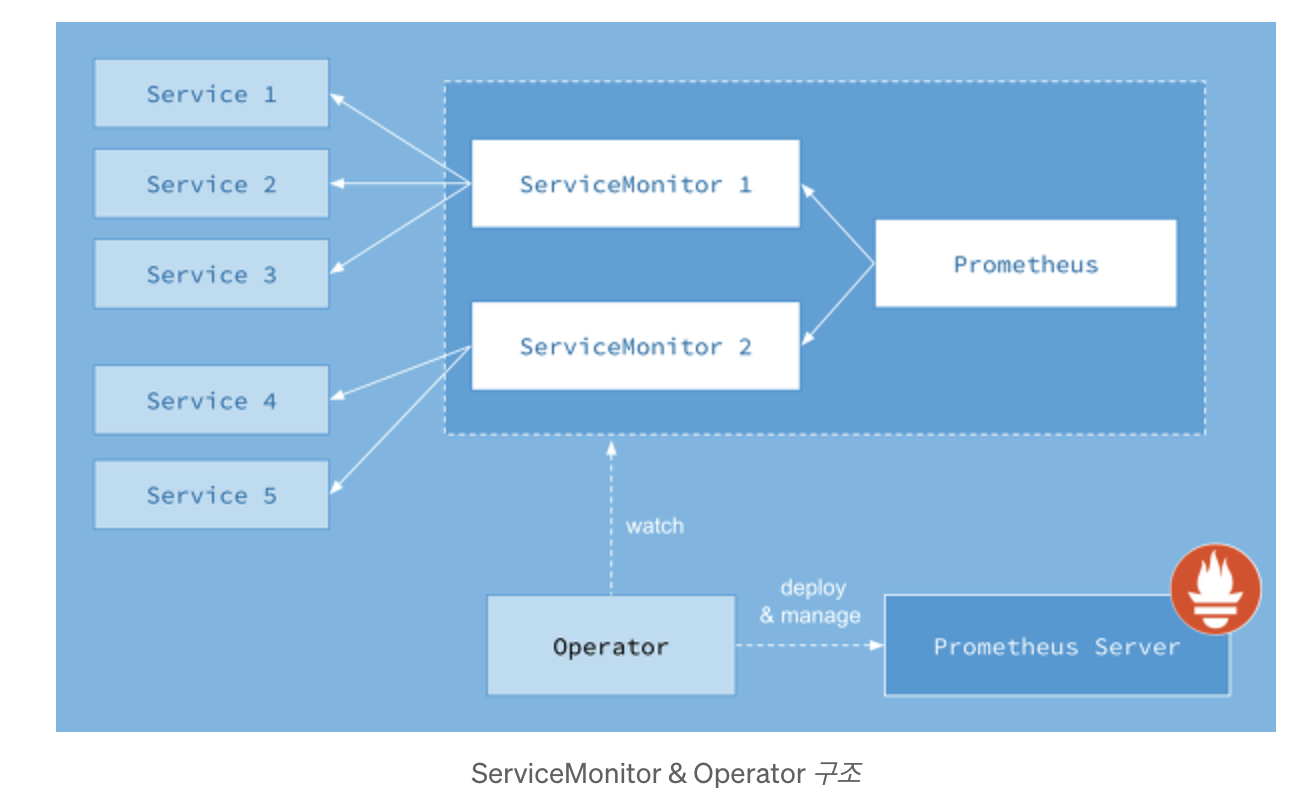 Service 1
Service 2
Service 3
Service 4
Service 5
ServiceMonitor 1
ServiceMonitor 2
Prometheus
watch
Operator
deploy
& manage
Prometheus Server
ServiceMonitor & Operator 구조